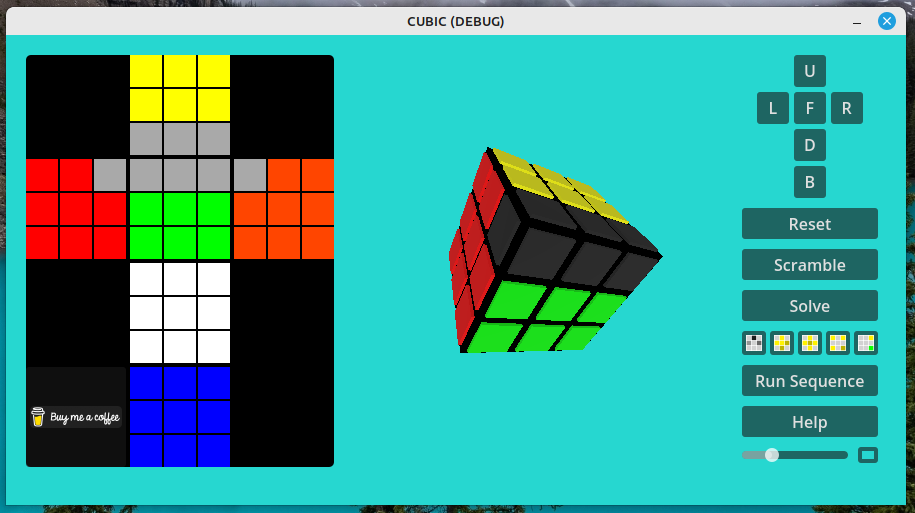 CUBIC (DEBUG)
U
L F R
D
B
Reset
Scramble
Solve
Run Sequence
Help
Buy me a coffee